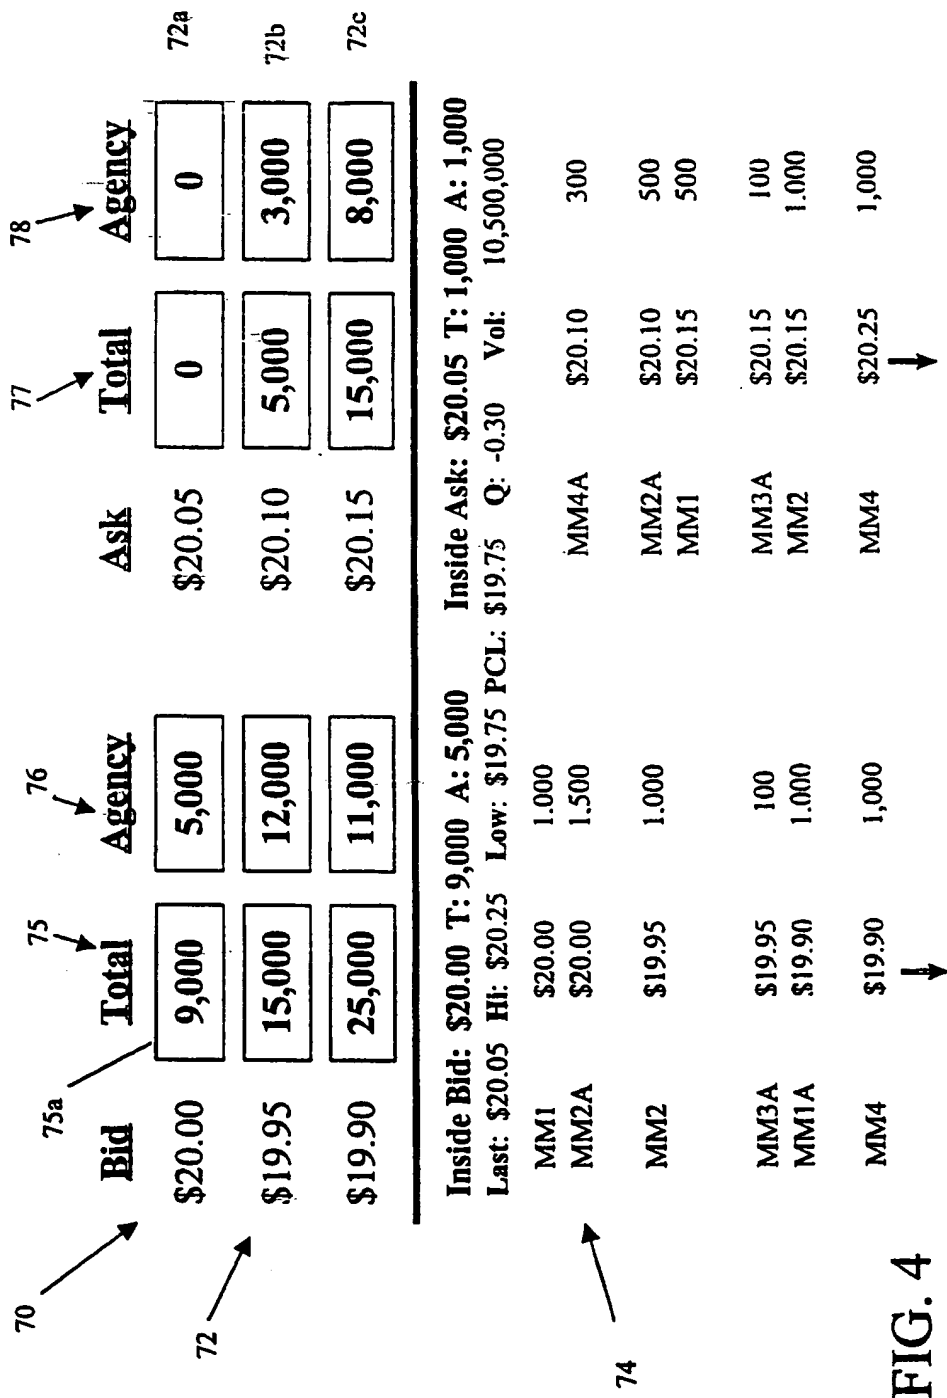 70 75 76 77 78
75a
Bid Total Agency Ask Total Agency
$20.00 9,000 5,000 $20.05 0 0 72a
72 $19.95 15,000 12,000 $20.10 5,000 3,000 72b
$19.90 25,000 11,000 $20.15 15,000 8,000 72c
Inside Bid: $20.00 T: 9,000 A: 5,000 Inside Ask: $20.05 T: 1,000 A: 1,000
Last: $20.05 Hi: $20.25 Low: $19.75 PCL: $19.75 Q: -0.30 Vol: 10,500,000
MM1 $20.00 1.000
74 MM2A $20.00 1.500 MM4A $20.10 300
MM2 $19.95 1.000 MM2A $20.10 500
MM1 $20.15 500
MM3A $19.95 100 MM3A $20.15 100
MM1A $19.90 1.000 MM2 $20.15 1.000
MM4 $19.90 1,000 MM4 $20.25 1,000
FIG. 4